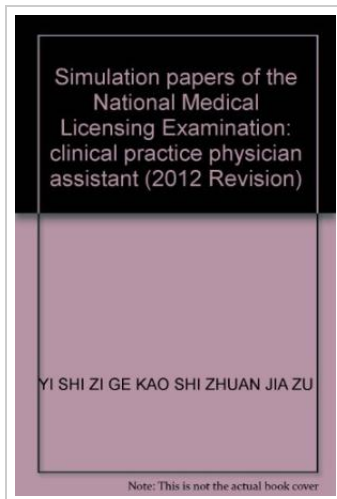 Simulation papers of the
National Medical
Licensing Examination:
clinical practice physician
assistant (2012 Revision)
YI SHI ZI GE KAO SHI ZHUAN JIA ZU
Note: This is not the actual book cover